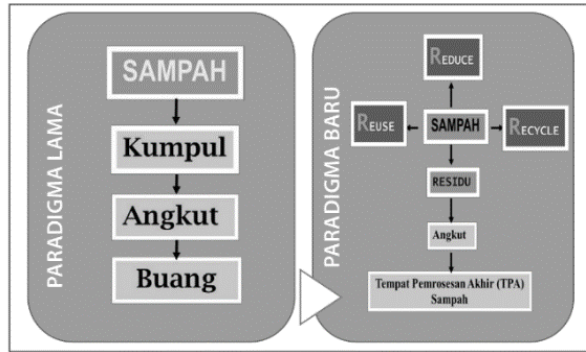 PARADIGMA LAMA
SAMPAH
Kumpul
Angkut
Buang
PARADIGMA BARU
REDUCE
REUSE
SAMPAH
RECYCLE
RESIDU
Angkut
Tempat Pemrosesan Akhir (TPA)
Sampah